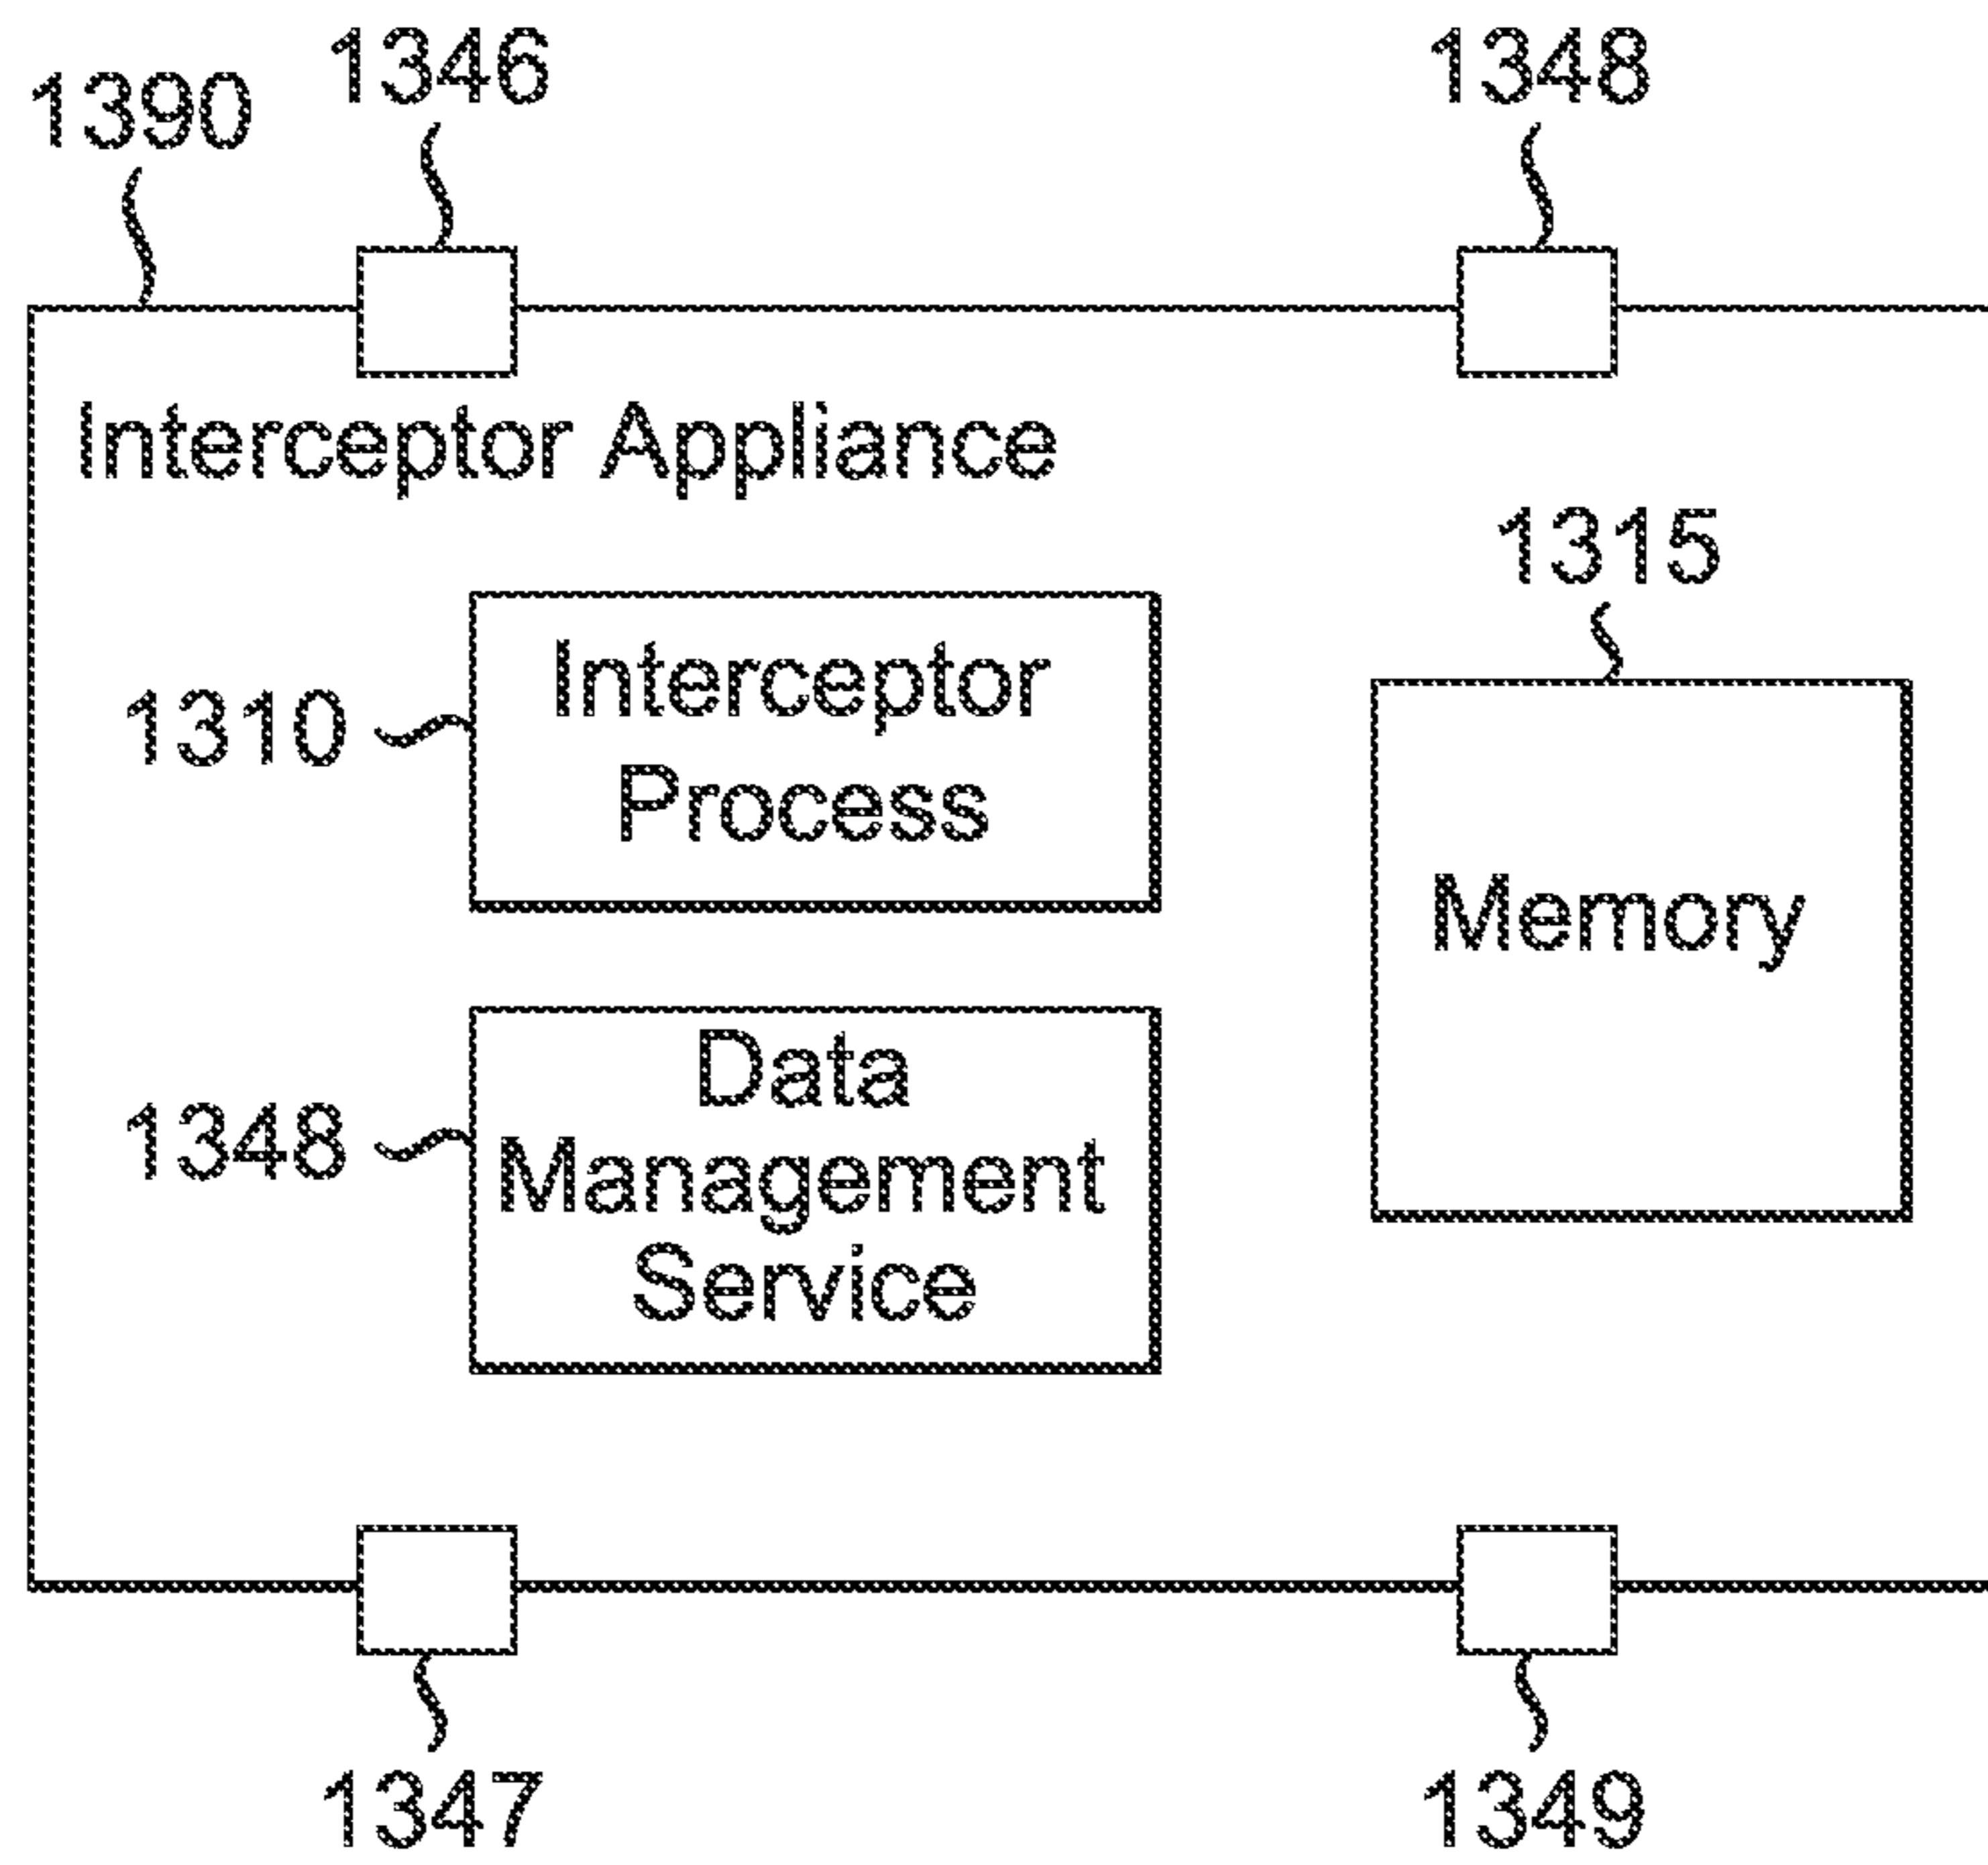 1346
1348
1390
Interceptor Appliance
1315
1310
Interceptor
Process
Memory
1348
Data
Management
Service
1347
1349